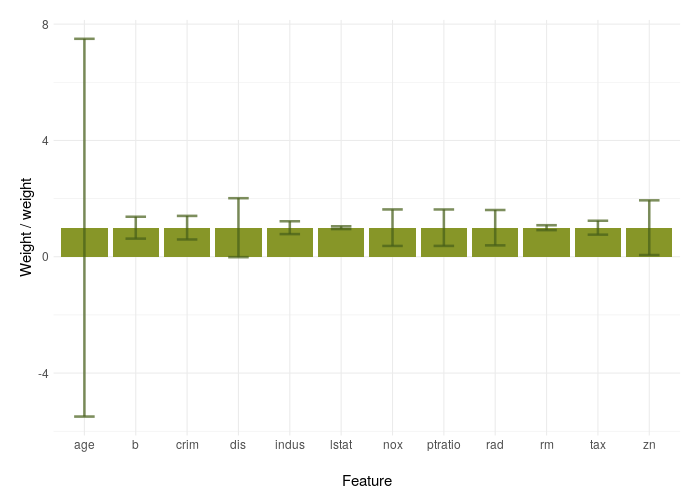 8
4
0
-4
Weight / weight
age b crim dis indus lstat nox ptratio rad rm tax zn
Feature